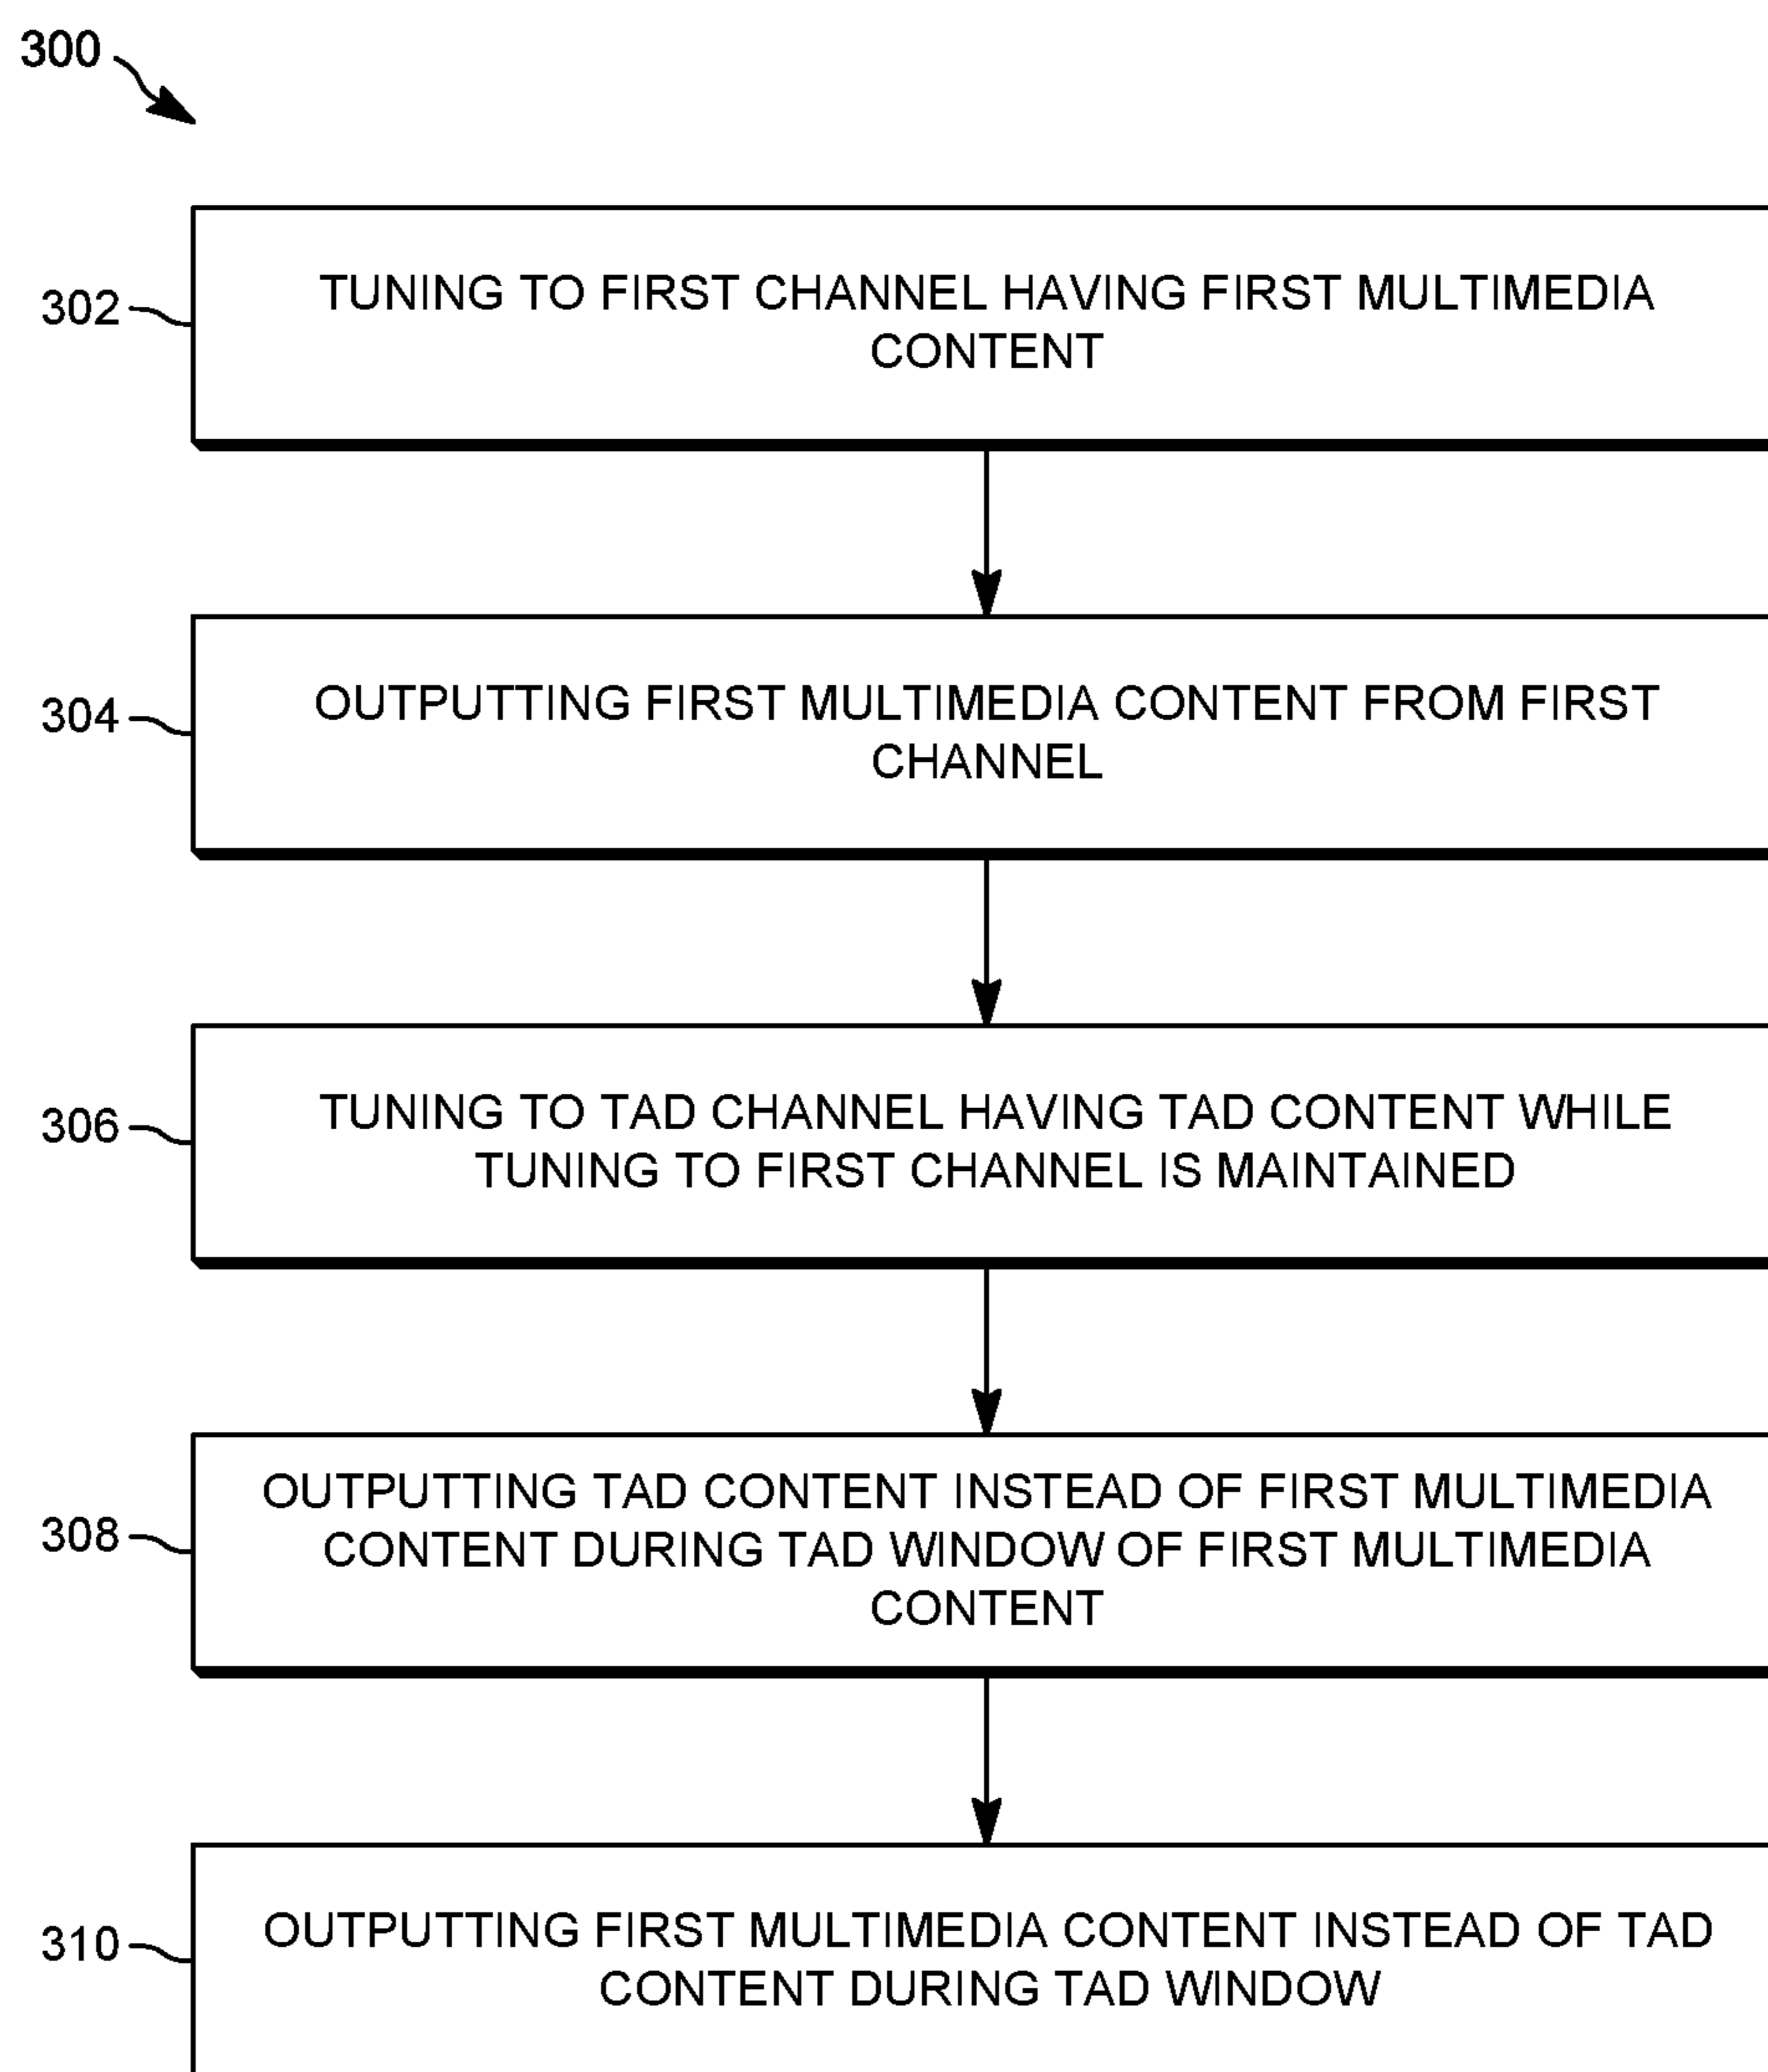 300
302
TUNING TO FIRST CHANNEL HAVING FIRST MULTIMEDIA
CONTENT
304
OUTPUTTING FIRST MULTIMEDIA CONTENT FROM FIRST
CHANNEL
306
TUNING TO TAD CHANNEL HAVING TAD CONTENT WHILE
TUNING TO FIRST CHANNEL IS MAINTAINED
308
OUTPUTTING TAD CONTENT INSTEAD OF FIRST MULTIMEDIA
CONTENT DURING TAD WINDOW OF FIRST MULTIMEDIA
CONTENT
310
OUTPUTTING FIRST MULTIMEDIA CONTENT INSTEAD OF TAD
CONTENT DURING TAD WINDOW